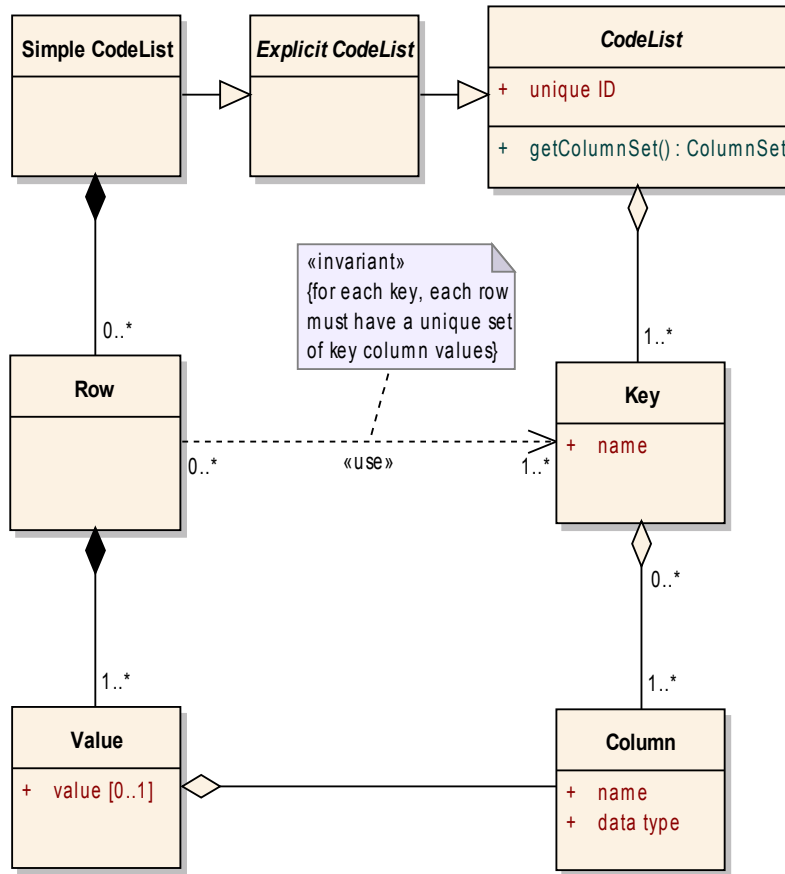 Simple CodeList
Explicit CodeList
CodeList
+ unique ID
+ getColumnSet() : ColumnSet
«invariant»
{for each key, each row
must have a unique set
of key column values}
0..*
1..*
Row
Key
+ name
0..*
«use»
1..*
0..*
1..*
1..*
Value
+ value [0..1]
Column
+ name
+ data type